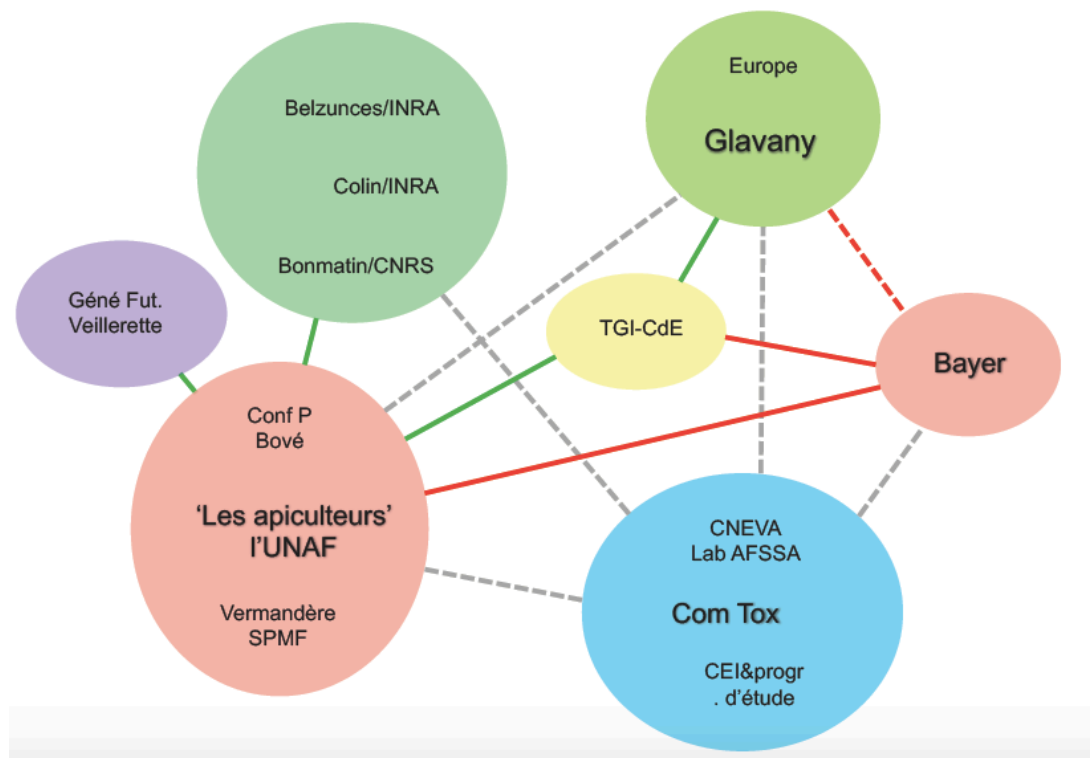 Belzunces/INRA
Colin/INRA
Bonmatin/CNRS
Europe
Glavany
Géné Fut.
Veillerette
TGI-CdE
Bayer
Conf P
Bové
‘Les apiculteurs’
l’UNAF
Vermandère
SPMF
CNEVA
Lab AFSSA
Com Tox
CEI&progr
. d’étude